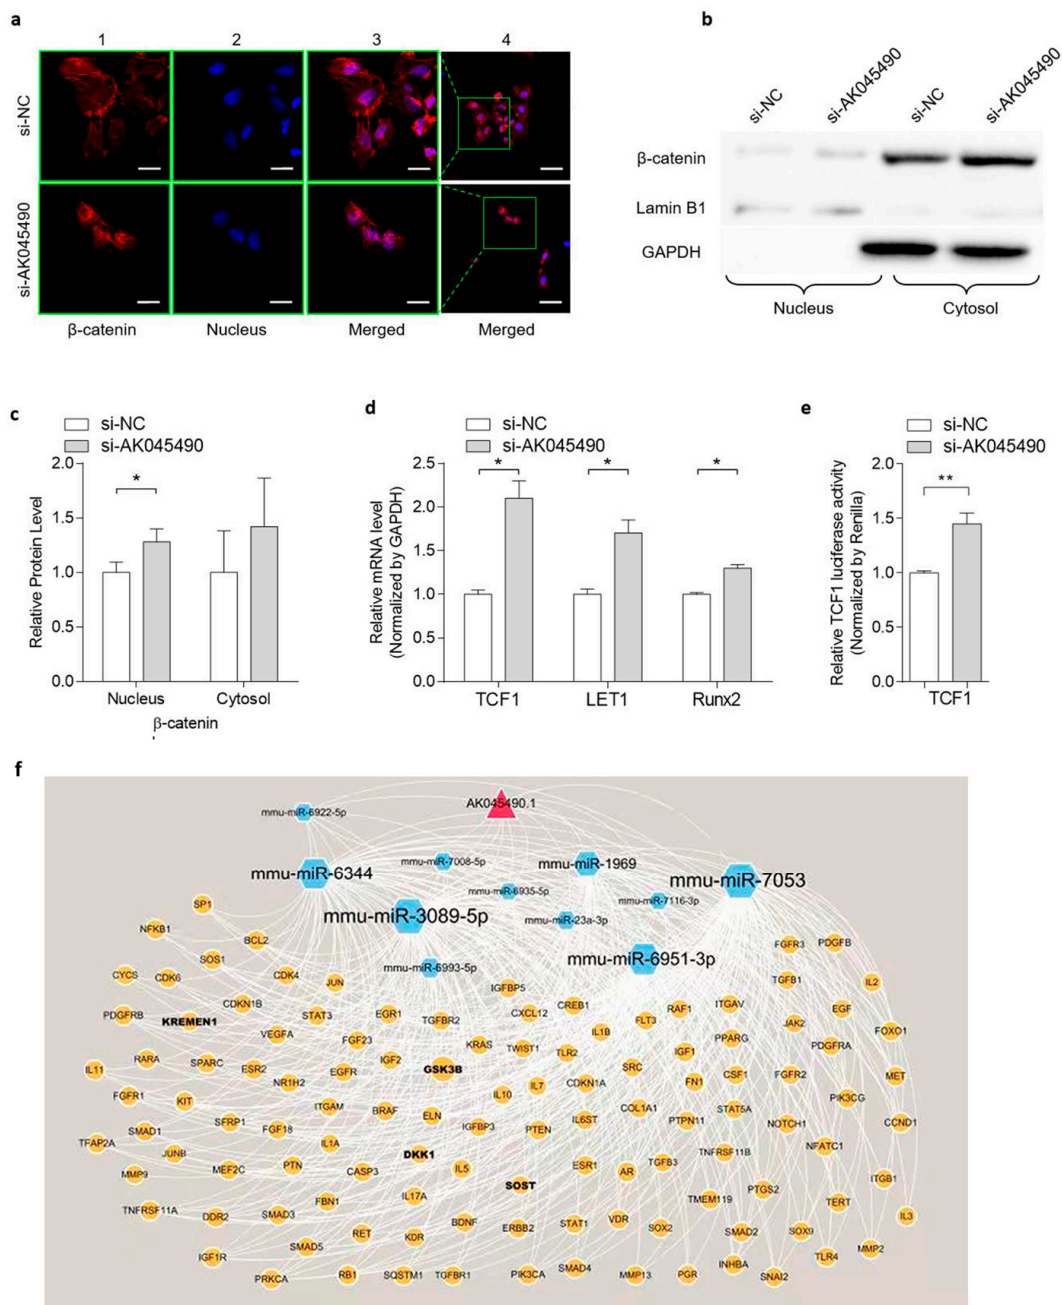 a
1 2 3 4
si-NC
si-AK045490
β-catenin Nucleus Merged Merged
b
si-NC si-AK045490 si-NC si-AK045490
β-catenin
Lamin B1
GAPDH
Nucleus Cytosol
c
si-NC
si-AK045490
Relative Protein Level
2.0
1.5
1.0
0.5
0.0
*
Nucleus Cytosol
β-catenin
d
si-NC
si-AK045490
Relative mRNA level
(Normalized by GAPDH)
2.5
2.0
1.5
1.0
0.5
0.0
* * *
TCF1 LET1 Runx2
e
si-NC
si-AK045490
Relative TCF1 luciferase activity
(Normalized by Renilla)
2.0
1.5
1.0
0.5
0.0
**
TCF1
f
AK045490.1
mmu-miR-6922-5p
mmu-miR-7008-5p mmu-miR-1969
mmu-miR-6344 mmu-miR-7053
mmu-miR-6935-5p
mmu-miR-7116-3p
mmu-miR-3089-5p mmu-miR-23a-3p
mmu-miR-6993-5p mmu-miR-6951-3p
SP1
NFKB1 BCL2 FGFR3 PDGFB
SOS1
CYCS CDK6 CDK4 JUN TGFB1 IL2
IGFBP5
CDKN1B CREB1 RAF1 ITGAV EGF
PDGFRB KREMEN1 STAT3 EGR1 TGFBR2 CXCL12 FLT3 JAK2 FOXO1
VEGFA FGF23 IL1B PPARG
KRAS TWIST1 TLR2 IGF1 PDGFRA
RARA SPARC ESR2 IGF2 SRC
IL11 EGFR GSK3B CSF1 FGFR2 MET
NR1H2 IL7 CDKN1A FN1
FGFR1 KIT IL10 PIK3CG
ITGAM BRAF ELN COL1A1 STAT5A
SFRP1 PTEN IL6ST PTPN11 NOTCH1 CCND1
SMAD1 FGF18 IGFBP3
TFAP2A IL1A NFATC1
JUNB DKK1 TNFRSF11B
MMP9 MEF2C PTN CASP3 IL5 ESR1 AR TGFB3
SOST PTGS2 ITGB1
FBN1 IL17A TMEM119 TERT
TNFRSF11A DDR2 SMAD3 IL3
RET KDR BDNF ERBB2 STAT1 VDR SOX2 SMAD2 SOX9
SMAD5 MMP2
IGF1R TLR4
PRKCA RB1 SQSTM1 TGFBR1 PIK3CA SMAD4 MMP13 PGR INHBA SNAI2